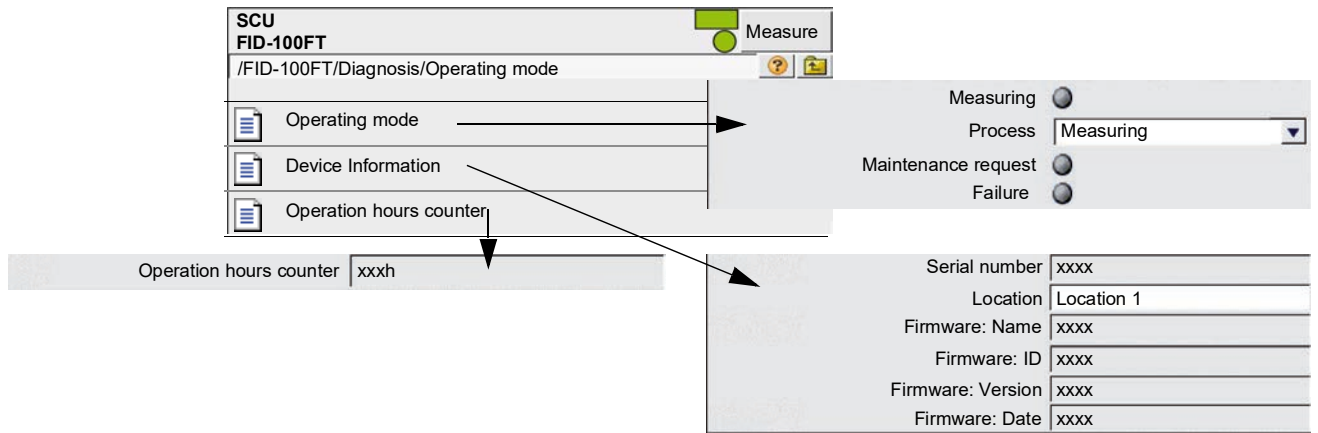 SCU
FID-100FT
Measure
/FID-100FT/Diagnosis/Operating mode
Operating mode
Device Information
Operation hours counter
Measuring
Process Measuring
Maintenance request
Failure
Operation hours counter xxxh
Serial number xxxx
Location Location 1
Firmware: Name xxxx
Firmware: ID xxxx
Firmware: Version xxxx
Firmware: Date xxxx